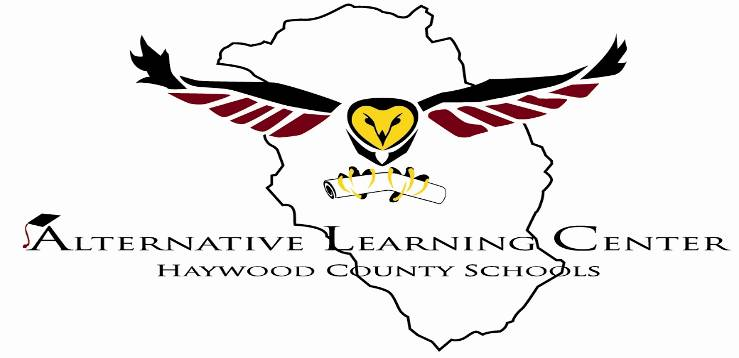 Alternative Learning Center
Haywood County Schools